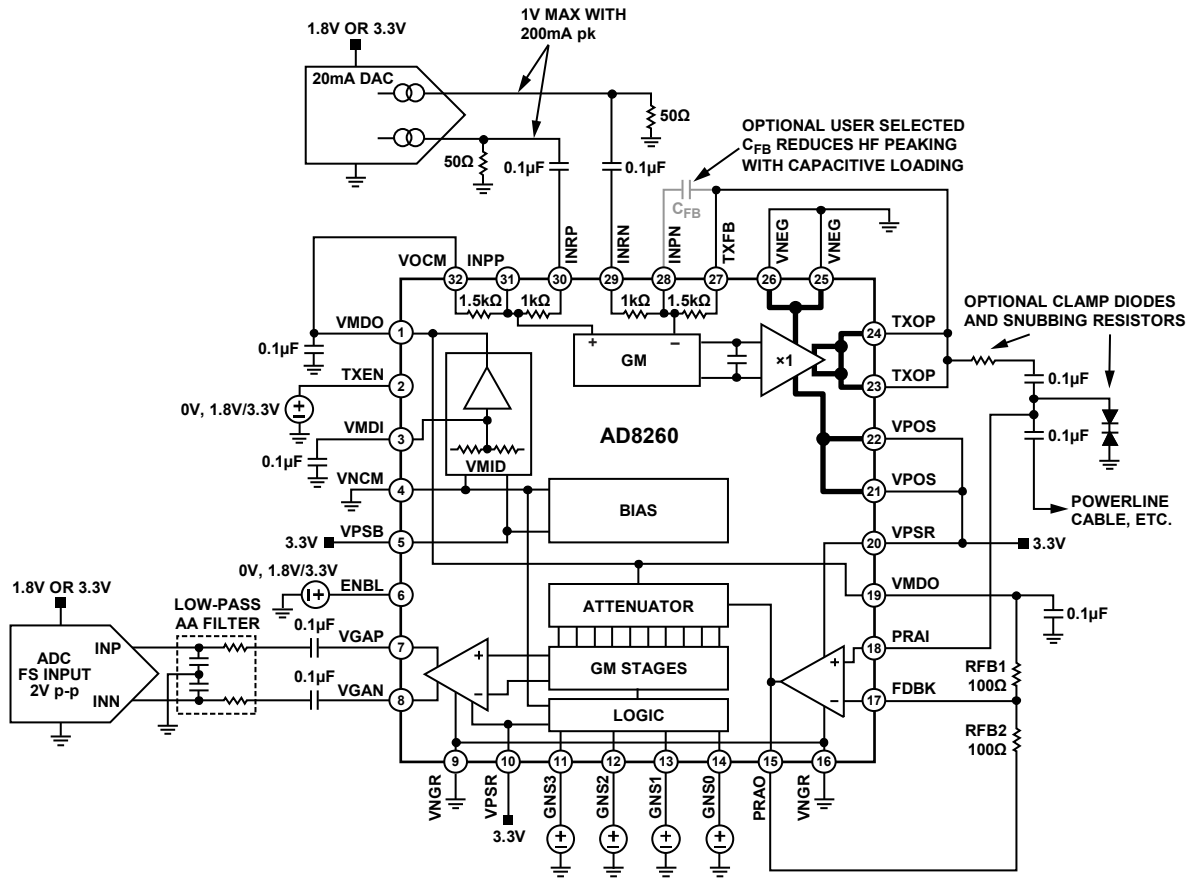 1V MAX WITH
200mA pk
1.8V OR 3.3V
20mA DAC
50Ω
50Ω
0.1µF
0.1µF
OPTIONAL USER SELECTED
CFB REDUCES HF PEAKING
WITH CAPACITIVE LOADING
CFB
INRP
INRN
INPN
TXFB
VNEG
VNEG
VOCM
INPP
32
31
30
29
28
27
26
25
1.5kΩ
1kΩ
1kΩ
1.5kΩ
OPTIONAL CLAMP DIODES
AND SNUBBING RESISTORS
VMDO
1
0.1µF
+
−
GM
×1
24
TXOP
TXEN
2
23
TXOP
0.1µF
0V, 1.8V/3.3V
+
−
VMDI
3
0.1µF
VMID
AD8260
22
VPOS
0.1µF
VNCM
4
BIAS
21
VPOS
POWERLINE
CABLE, ETC.
VPSB
3.3V
5
20
VPSR
3.3V
0V, 1.8V/3.3V
+
−
ENBL
6
ATTENUATOR
19
VMDO
0.1µF
1.8V OR 3.3V
LOW-PASS
AA FILTER
0.1µF
VGAP
7
+
−
GM STAGES
+
−
18
PRAI
RFB1
100Ω
ADC
FS INPUT
2V p-p
INP
INN
0.1µF
VGAN
8
LOGIC
17
FDBK
RFB2
100Ω
9
10
11
12
13
14
15
16
VNGR
VPSR
GNS3
GNS2
GNS1
GNS0
PRAO
VNGR
3.3V
+
−
+
−
+
−
+
−